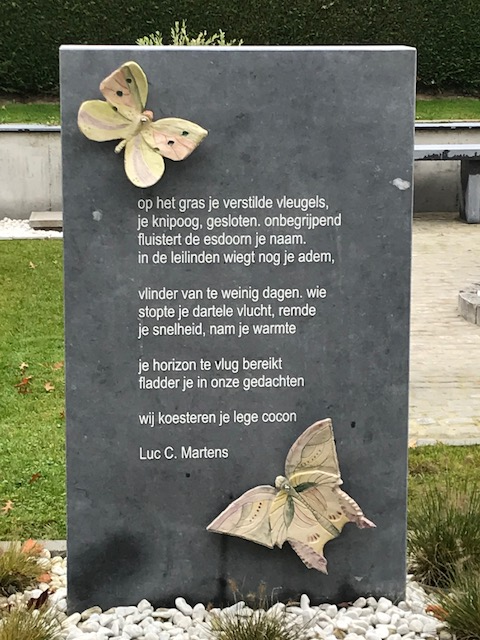 op het gras je verstilde vleugels,
je knipoog, gesloten. onbegrijpend
fluistert de esdoorn je naam.
in de leilinden wiegt nog je adem,
vlinder van te weinig dagen. wie
stopte je dartele vlucht, remde
je snelheid, nam je warmte
je horizon te vlug bereikt
fladder je in onze gedachten
wij koesteren je lege cocon
Luc C. Martens